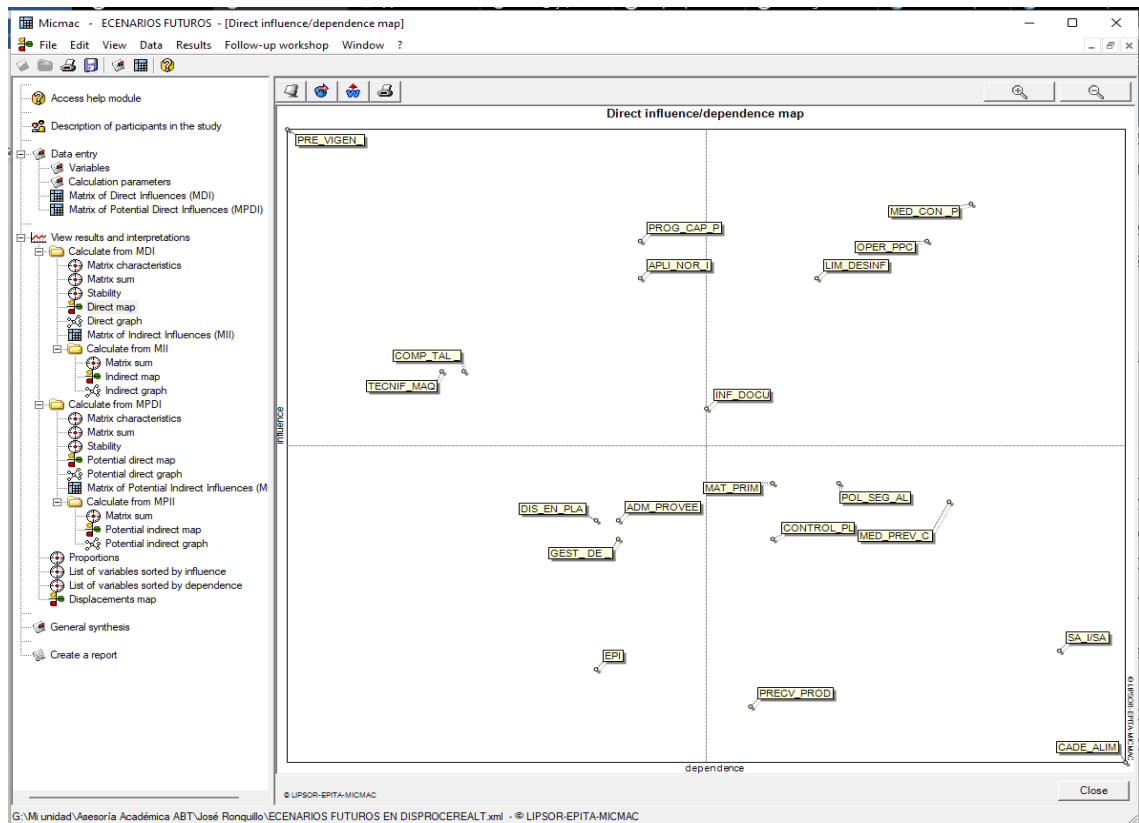 Micmac - ECENARIOS FUTUROS - [Direct influence/dependence map]
File Edit View Data Results Follow-up workshop Window ?
Access help module
Description of participants in the study
Data entry
Variables
Calculation parameters
Matrix of Direct Influences (MDI)
Matrix of Potential Direct Influences (MPDI)
View results and interpretations
Calculate from MDI
Matrix characteristics
Matrix sum
Stability
Direct map
Direct graph
Matrix of Indirect Influences (MII)
Calculate from MII
Matrix sum
Indirect map
Indirect graph
Calculate from MPDI
Matrix characteristics
Matrix sum
Stability
Potential direct map
Potential direct graph
Matrix of Potential Indirect Influences (M
Calculate from MPII
Matrix sum
Potential indirect map
Potential indirect graph
Proportions
List of variables sorted by influence
List of variables sorted by dependence
Displacements map
General synthesis
Create a report
Direct influence/dependence map
PRE_VIGEN_
MED_CON _P
PROG_CAP_P
OPER_PPC
APLI_NOR_I
LIM_DESINF
COMP_TAL _
TECNIF_MAQ
INF_DOCU
influence
MAT_PRIM
POL_SEG_AL
DIS_EN_PLA
ADM_PROVEE
CONTROL_PL
MED_PREV_C
GEST_ DE _
SA_I/SA
EPI
PRECV_PROD
CADE_ALIM
dependence
© LIPSOR-EPITA-MICMAC
© LIPSOR-EPITA-MICMAC
Close
G:\Mi unidad\Asesoría Académica ABT\José Ronquillo\ECENARIOS FUTUROS EN DISPROCEREALT.xml - © LIPSOR-EPITA-MICMAC